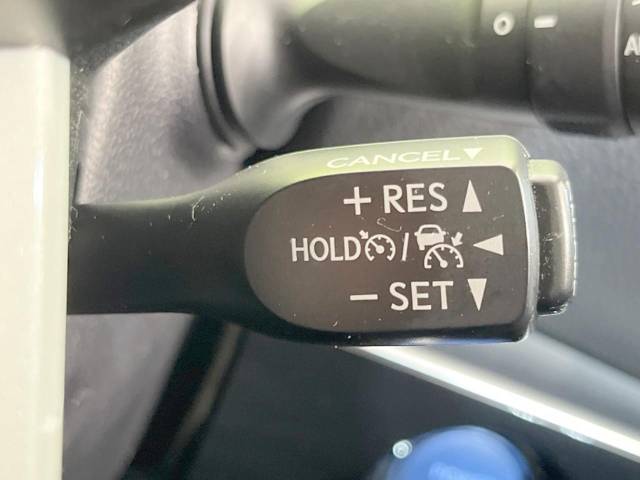 CANCEL▼
+ RES ▲
HOLD / ◀
− SET ▼